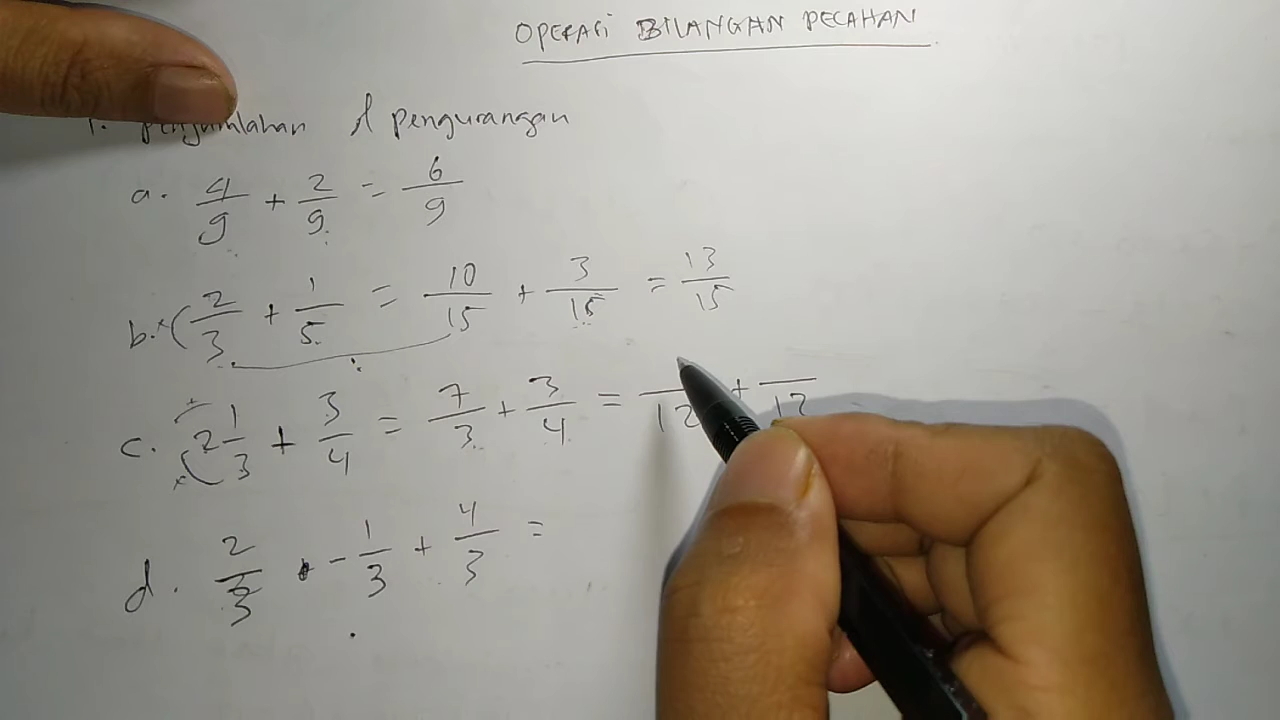 OPERASI BILANGAN PECAHAN
1. Penjumlahan d pengurangan
a. 4/9 + 2/9 = 6/9
b. × ( 2/3 + 1/5 = 10/15 + 3/15 = 13/15
c. 2 1/3 + 3/4 = 7/3 + 3/4 = /12 + /12
d. 2/3 - 1/3 + 4/3 =